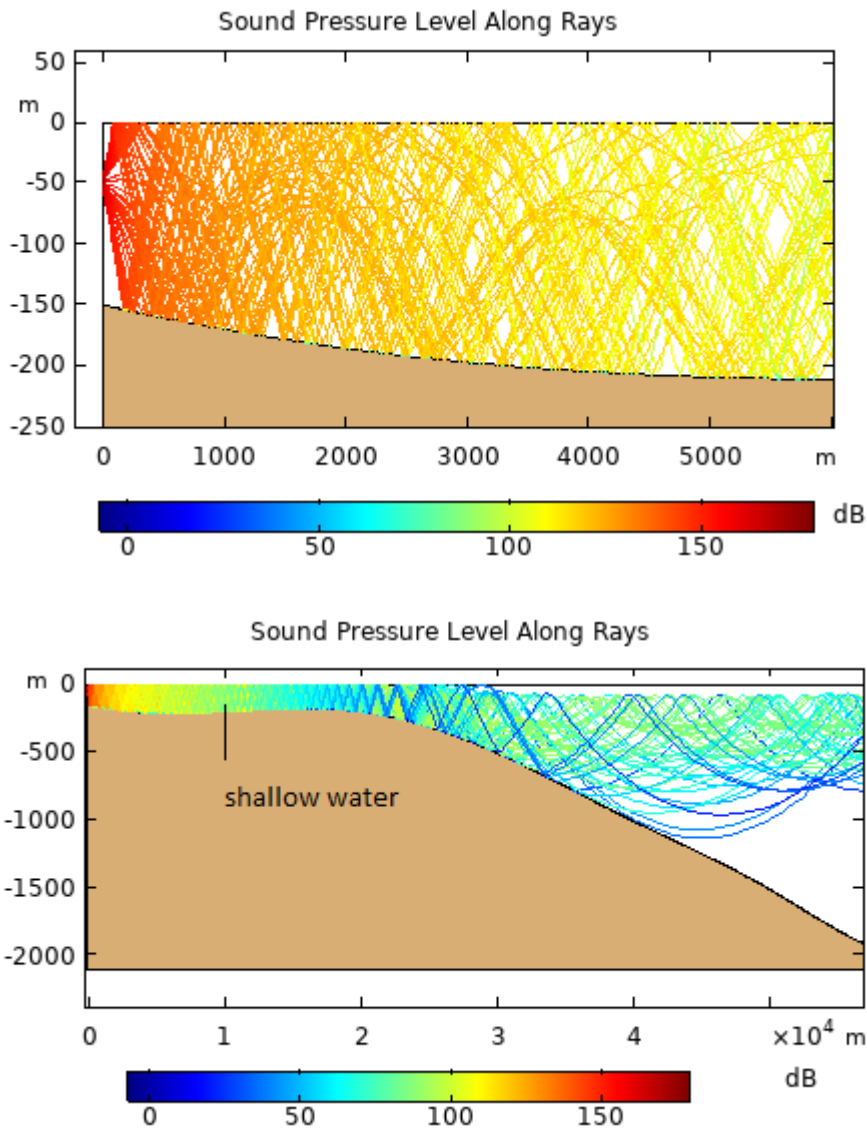 Sound Pressure Level Along Rays
50
m
0
-50
-100
-150
-200
-250
0 1000 2000 3000 4000 5000 m
dB
0 50 100 150
Sound Pressure Level Along Rays
m 0
-500
shallow water
-1000
-1500
-2000
0 1 2 3 4 ×10⁴ m
dB
0 50 100 150